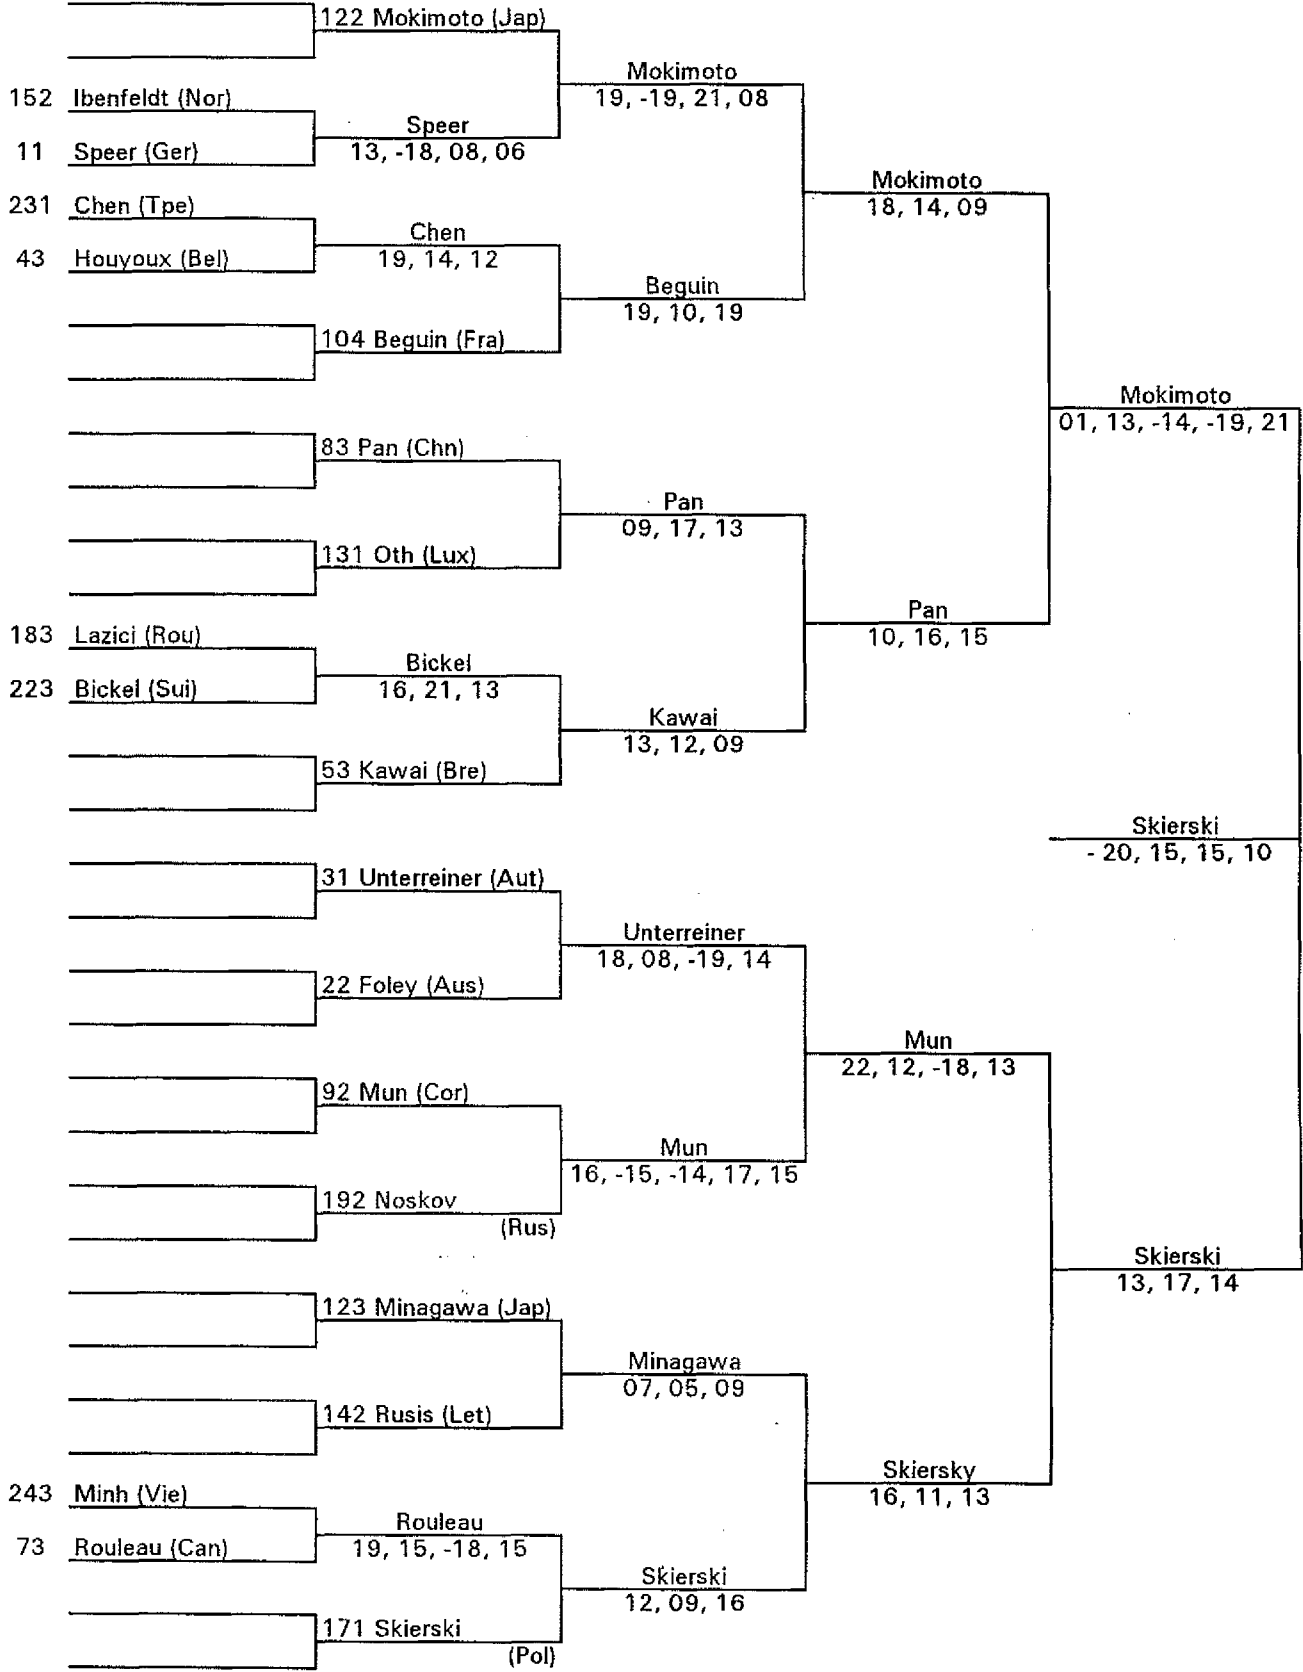 122 Mokimoto (Jap)
Mokimoto
19, -19, 21, 08
152 Ibenfeldt (Nor)
Speer
13, -18, 08, 06
11 Speer (Ger)
Mokimoto
18, 14, 09
231 Chen (Tpe)
Chen
19, 14, 12
43 Houyoux (Bel)
Beguin
19, 10, 19
104 Beguin (Fra)
Mokimoto
01, 13, -14, -19, 21
83 Pan (Chn)
Pan
09, 17, 13
131 Oth (Lux)
Pan
10, 16, 15
183 Lazici (Rou)
Bickel
16, 21, 13
223 Bickel (Sui)
Kawai
13, 12, 09
53 Kawai (Bre)
Skierski
- 20, 15, 15, 10
31 Unterreiner (Aut)
Unterreiner
18, 08, -19, 14
22 Foley (Aus)
Mun
22, 12, -18, 13
92 Mun (Cor)
Mun
16, -15, -14, 17, 15
192 Noskov
(Rus)
Skierski
13, 17, 14
123 Minagawa (Jap)
Minagawa
07, 05, 09
142 Rusis (Let)
Skiersky
16, 11, 13
243 Minh (Vie)
Rouleau
19, 15, -18, 15
73 Rouleau (Can)
Skierski
12, 09, 16
171 Skierski
(Pol)